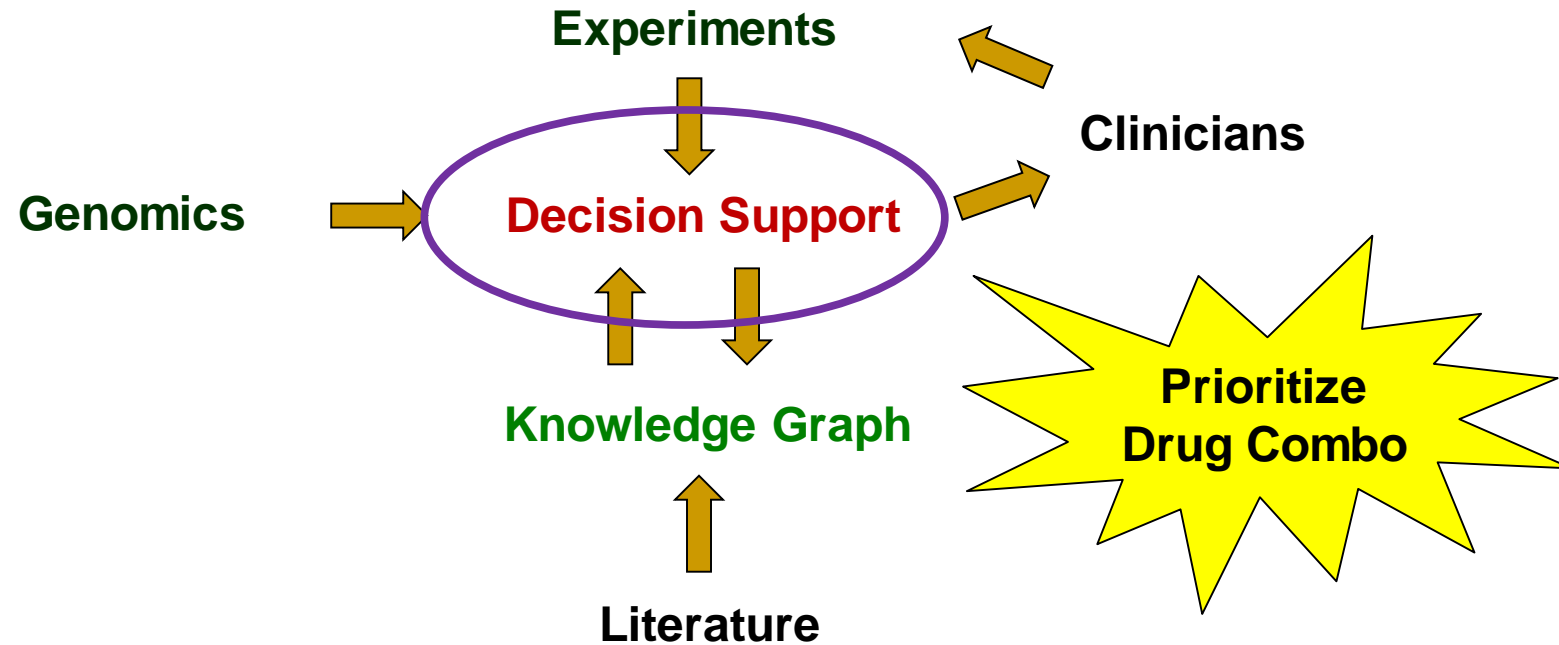 Experiments
Clinicians
Genomics
Decision Support
Knowledge Graph
Prioritize
Drug Combo
Literature